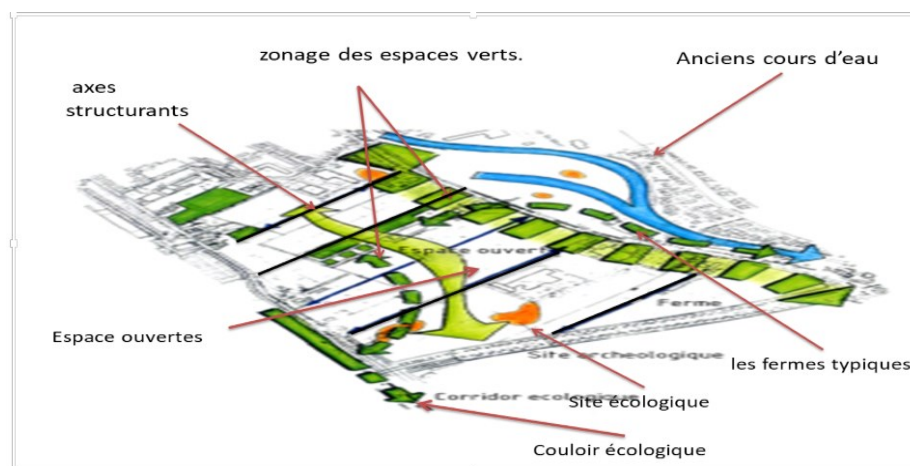 zonage des espaces verts.
Anciens cours d'eau
axes
structurants
Espace ouvert
Ferme
Espace ouvertes
Site archeologique
les fermes typiques
Corridor ecologique
Site écologique
Couloir écologique